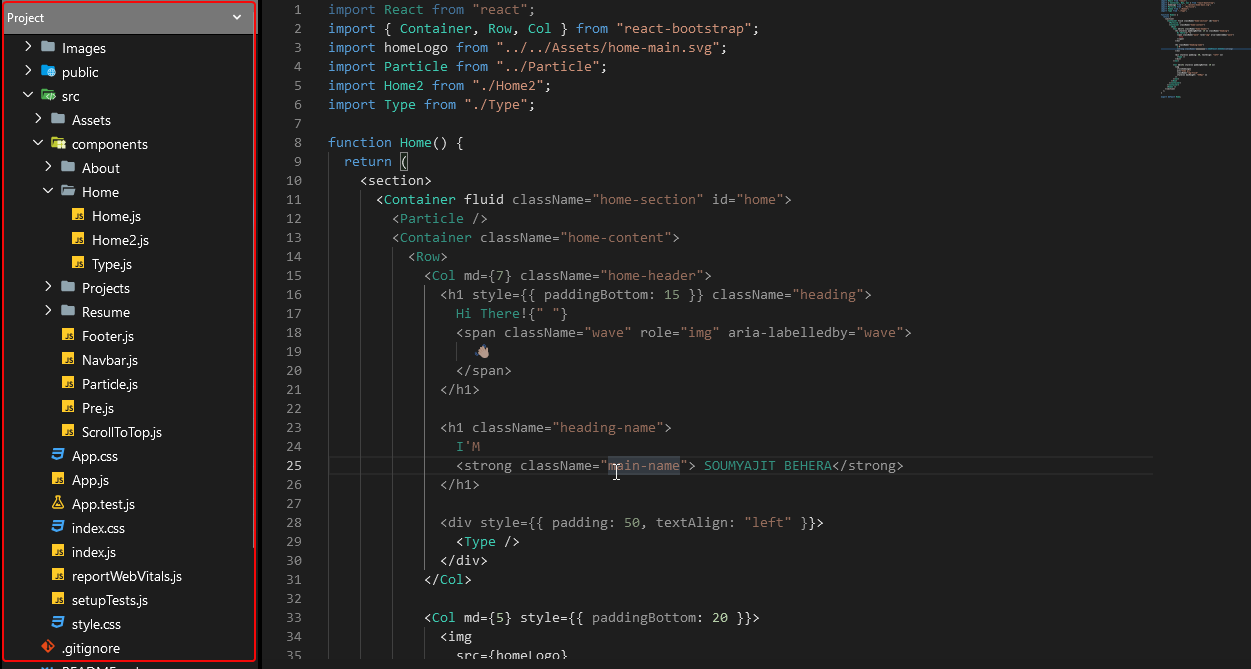 Project
Images
public
src
Assets
components
About
Home
Home.js
Home2.js
Type.js
Projects
Resume
Footer.js
Navbar.js
Particle.js
Pre.js
ScrollToTop.js
App.css
App.js
App.test.js
index.css
index.js
reportWebVitals.js
setupTests.js
style.css
.gitignore
1 import React from "react";
2 import { Container, Row, Col } from "react-bootstrap";
3 import homeLogo from "../../Assets/home-main.svg";
4 import Particle from "../Particle";
5 import Home2 from "./Home2";
6 import Type from "./Type";
7
8 function Home() {
9 return (
10 <section>
11 <Container fluid className="home-section" id="home">
12 <Particle />
13 <Container className="home-content">
14 <Row>
15 <Col md={7} className="home-header">
16 <h1 style={{ paddingBottom: 15 }} className="heading">
17 Hi There!{" "}
18 <span className="wave" role="img" aria-labelledby="wave">
19 👋🏻
20 </span>
21 </h1>
22
23 <h1 className="heading-name">
24 I'M
25 <strong className="main-name"> SOUMYAJIT BEHERA</strong>
26 </h1>
27
28 <div style={{ padding: 50, textAlign: "left" }}>
29 <Type />
30 </div>
31 </Col>
32
33 <Col md={5} style={{ paddingBottom: 20 }}>
34 <img
35 src={homeLogo}